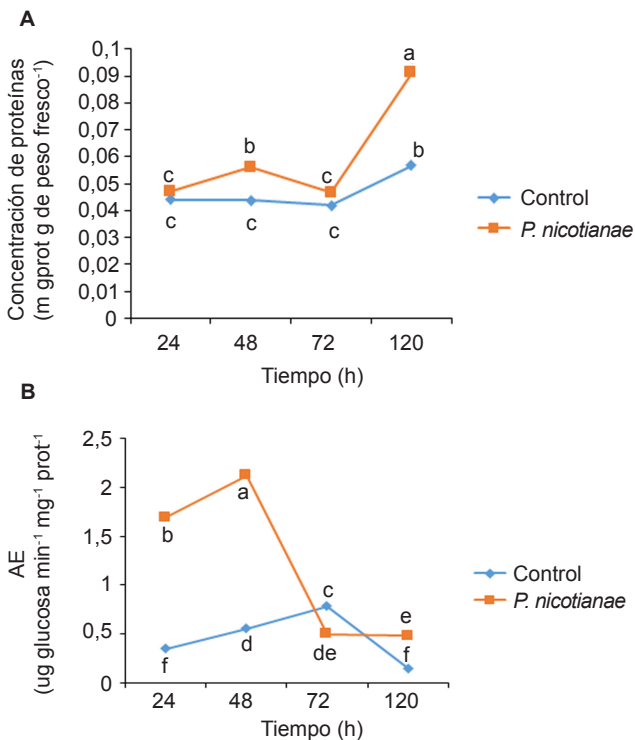 A
Concentración de proteínas
(m gprot g de peso fresco-1)
0,1
0,09
0,08
0,07
0,06
0,05
0,04
0,03
0,02
0,01
0
a
b
b
c
c
c
c
c
24
48
72
120
Tiempo (h)
Control
P. nicotianae
B
AE
(ug glucosa min-1 mg-1 prot-1)
2,5
2
1,5
1
0,5
0
a
b
c
e
f
d
de
f
24
48
72
120
Tiempo (h)
Control
P. nicotianae